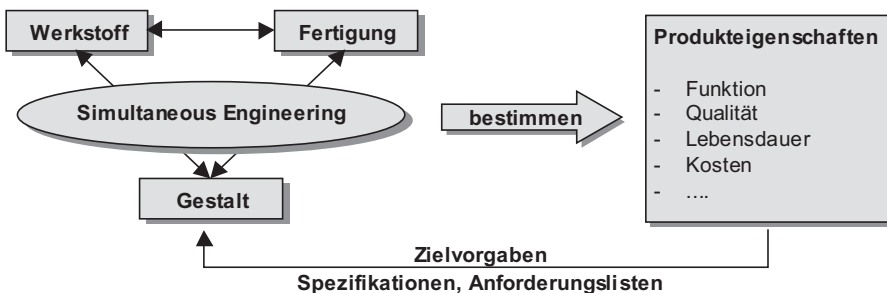 Werkstoff
Fertigung
Simultaneous Engineering
Gestalt
bestimmen
Produkteigenschaften
- Funktion
- Qualität
- Lebensdauer
- Kosten
- ....
Zielvorgaben
Spezifikationen, Anforderungslisten